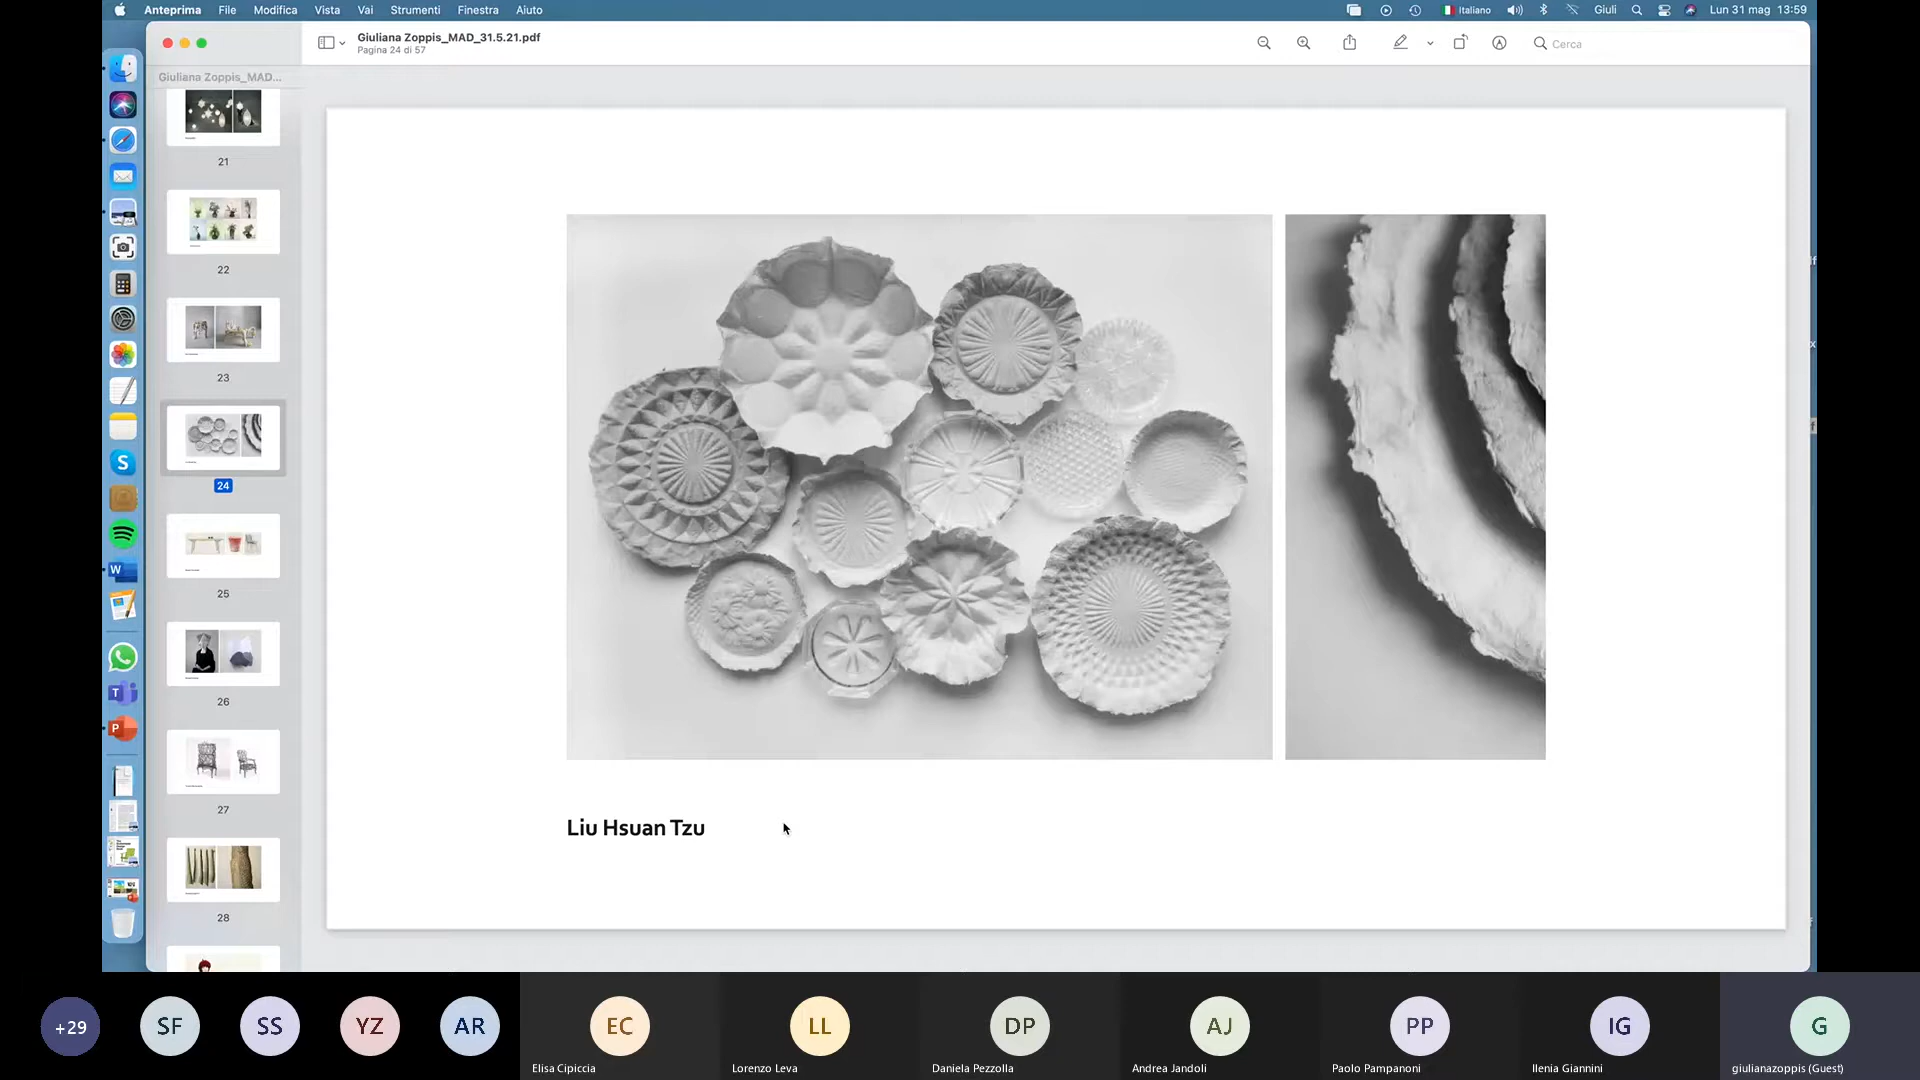 Anteprima File Modifica Vista Vai Strumenti Finestra Aiuto Italiano Giuli Lun 31 mag 13:59
Giuliana Zoppis_MAD_31.5.21.pdf
Pagina 24 di 57
Cerca
Giuliana Zoppis_MAD...
21
22
23
24
25
26
27
28
Liu Hsuan Tzu
+29 SF SS YZ AR EC LL DP AJ PP IG G
Elisa Cipiccia Lorenzo Leva Daniela Pezzolla Andrea Jandoli Paolo Pampanoni Ilenia Giannini giulianazoppis (Guest)